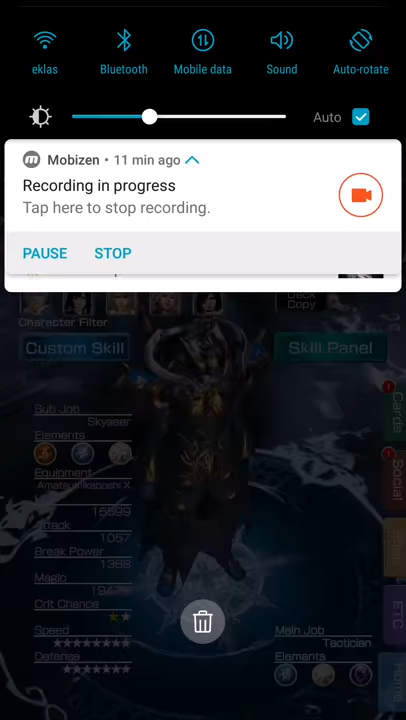 eklas Bluetooth Mobile data Sound Auto-rotate
Auto
m Mobizen • 11 min ago
Recording in progress
Tap here to stop recording.
PAUSE STOP
Deck
Copy
Character Filter
Custom Skill Skill Panel
Sub Job
Skyseer
Elements
Equipment
Amatsumikaboshi X
15599
Attack
1057
Break Power
1368
Magic
Crit Chance
Speed
Defense
Main Job
Tactician
Elements
Cards
Social
ETC
Home